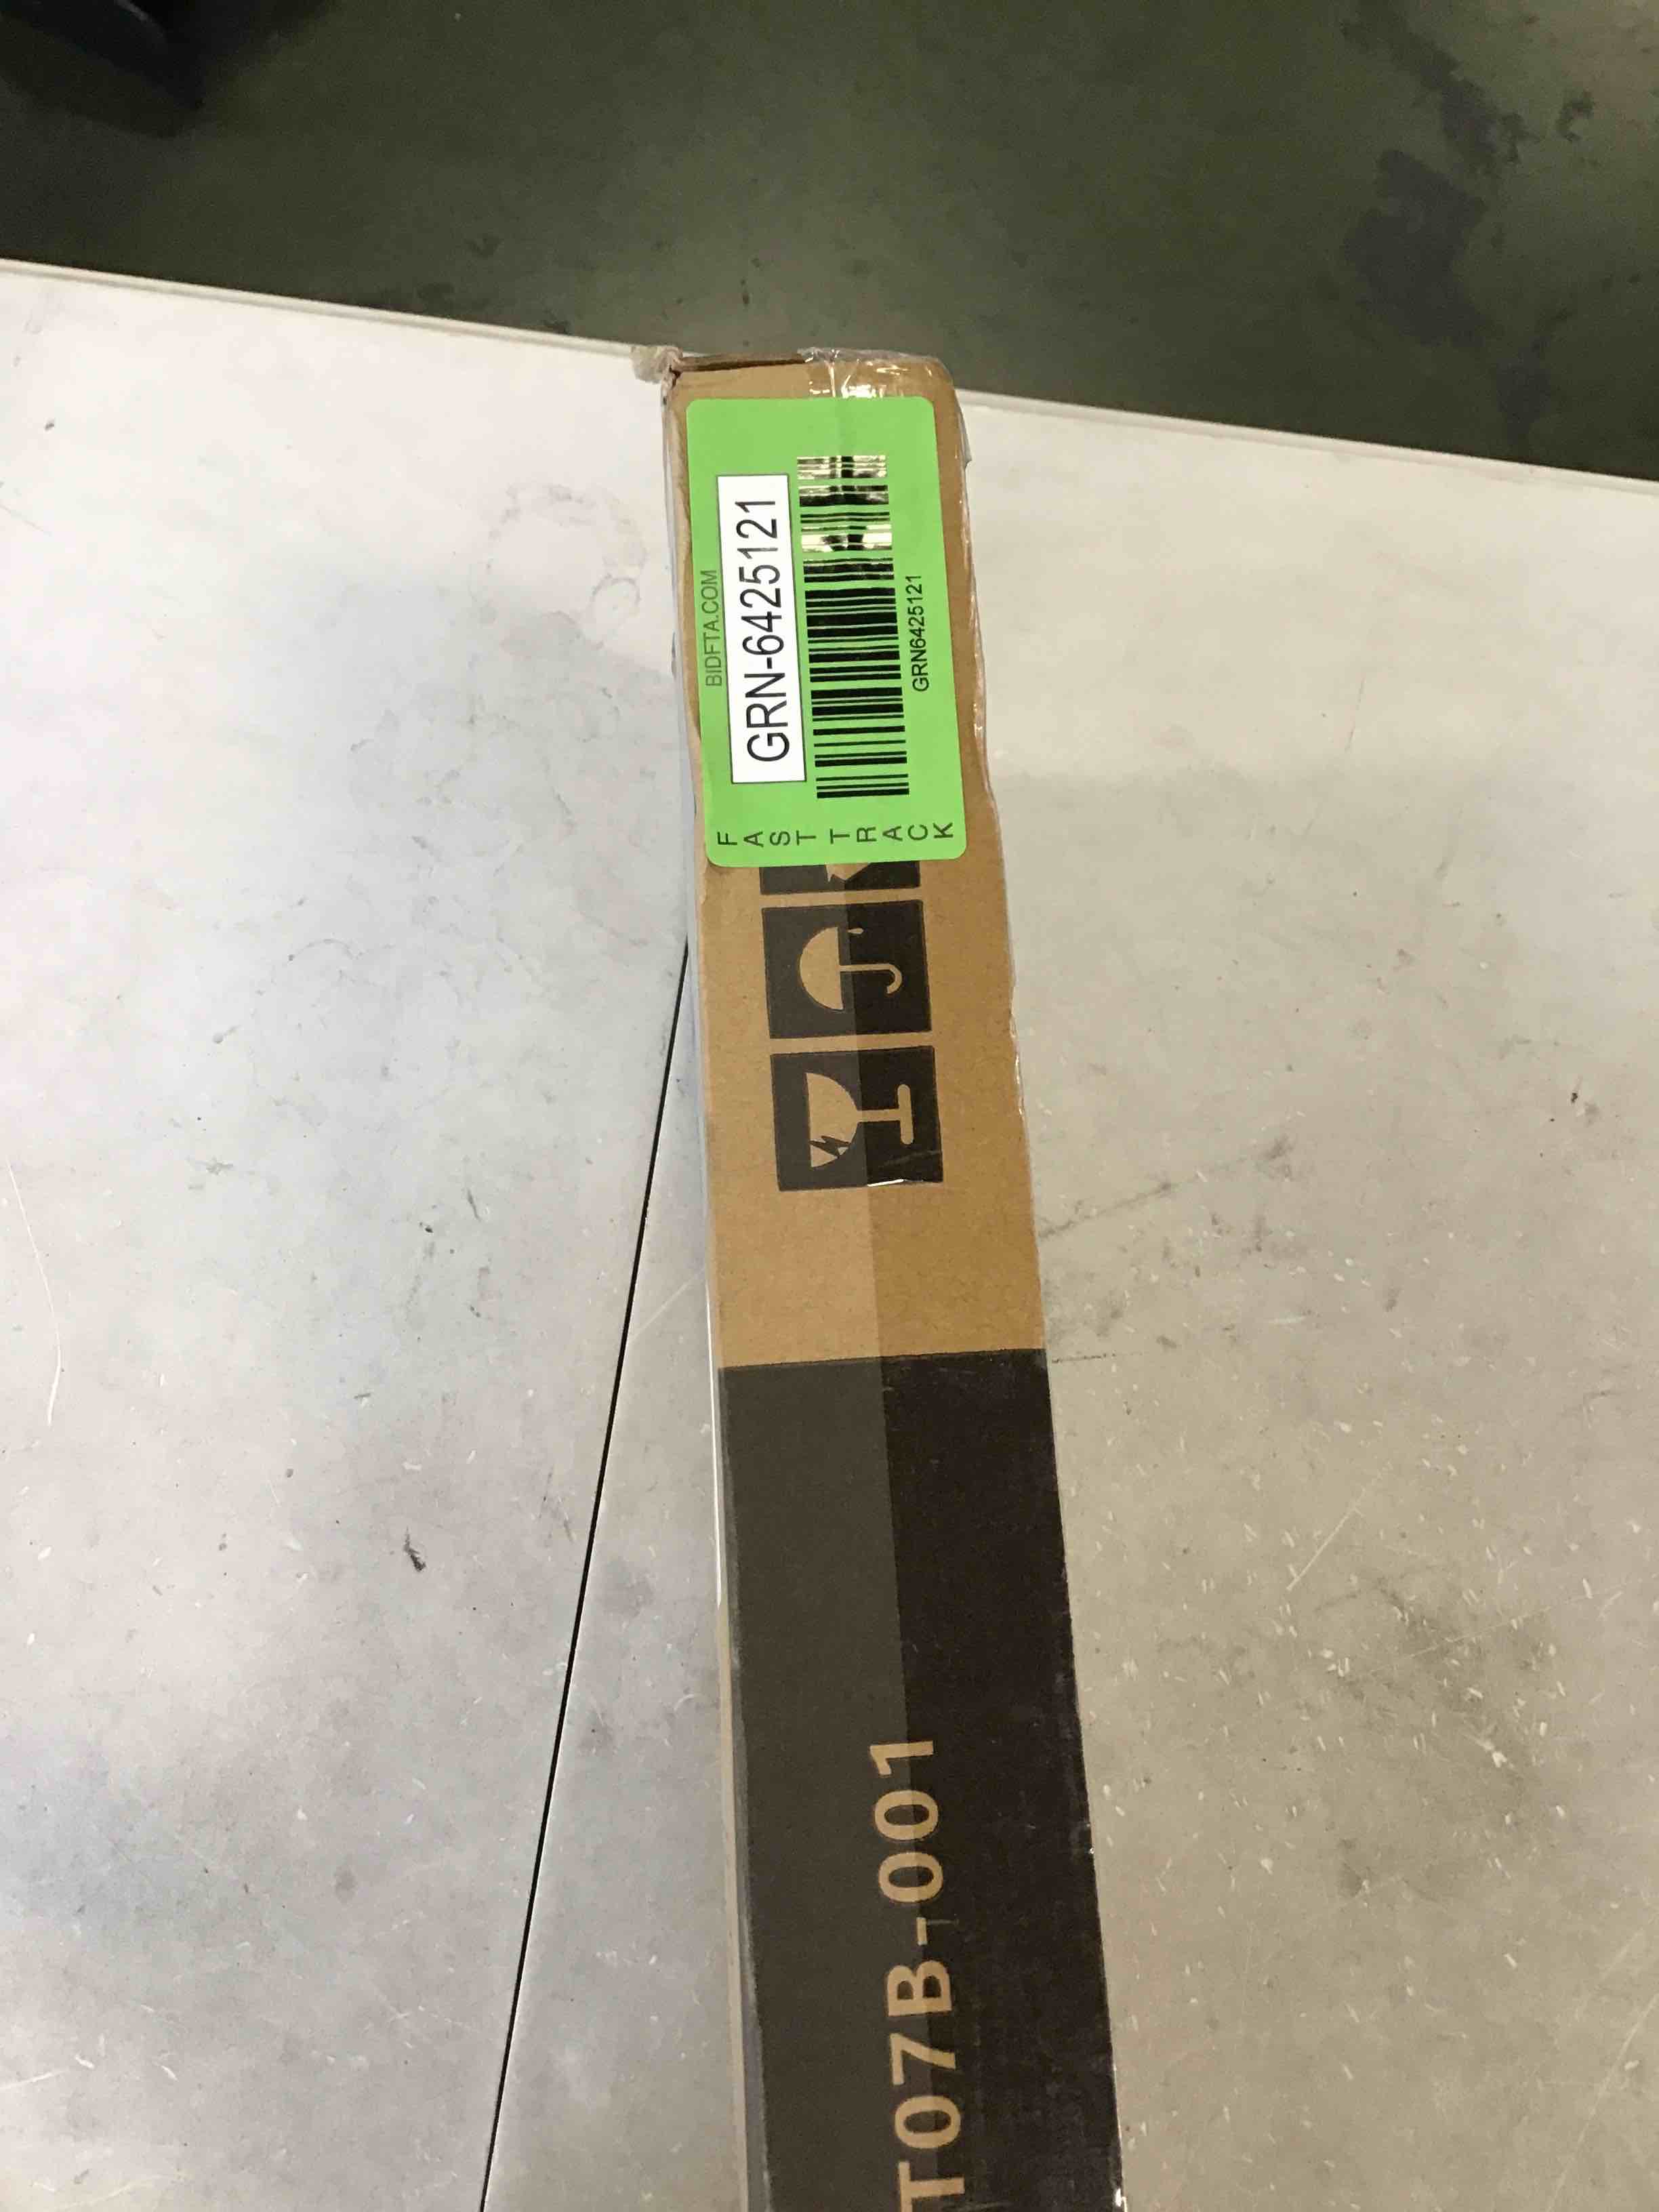 BIDFTA.COM
GRN-6425121
GRN6425121
FAST TRACK
T07B-001